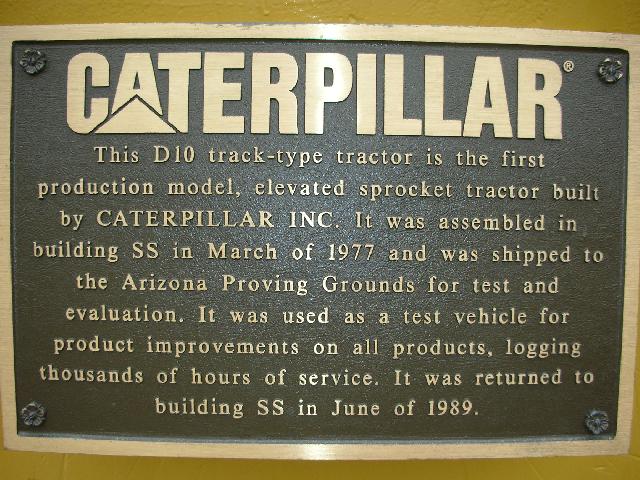 CATERPILLAR®
This D10 track-type tractor is the first
production model, elevated sprocket tractor built
by CATERPILLAR INC. It was assembled in
building SS in March of 1977 and was shipped to
the Arizona Proving Grounds for test and
evaluation. It was used as a test vehicle for
product improvements on all products, logging
thousands of hours of service. It was returned to
building SS in June of 1989.